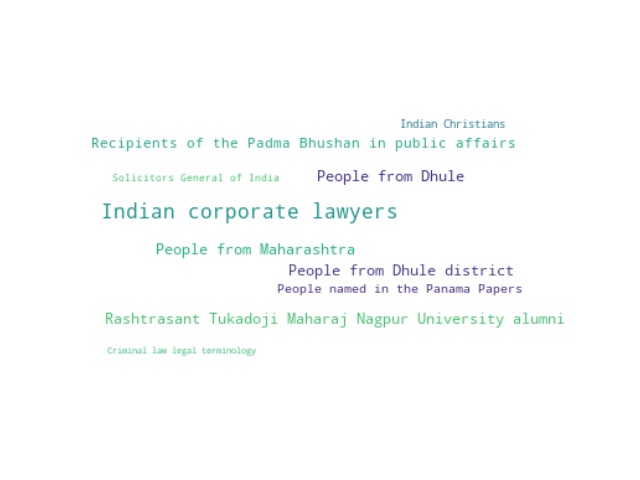 Indian Christians
Recipients of the Padma Bhushan in public affairs
Solicitors General of India
People from Dhule
Indian corporate lawyers
People from Maharashtra
People from Dhule district
People named in the Panama Papers
Rashtrasant Tukadoji Maharaj Nagpur University alumni
Criminal law legal terminology